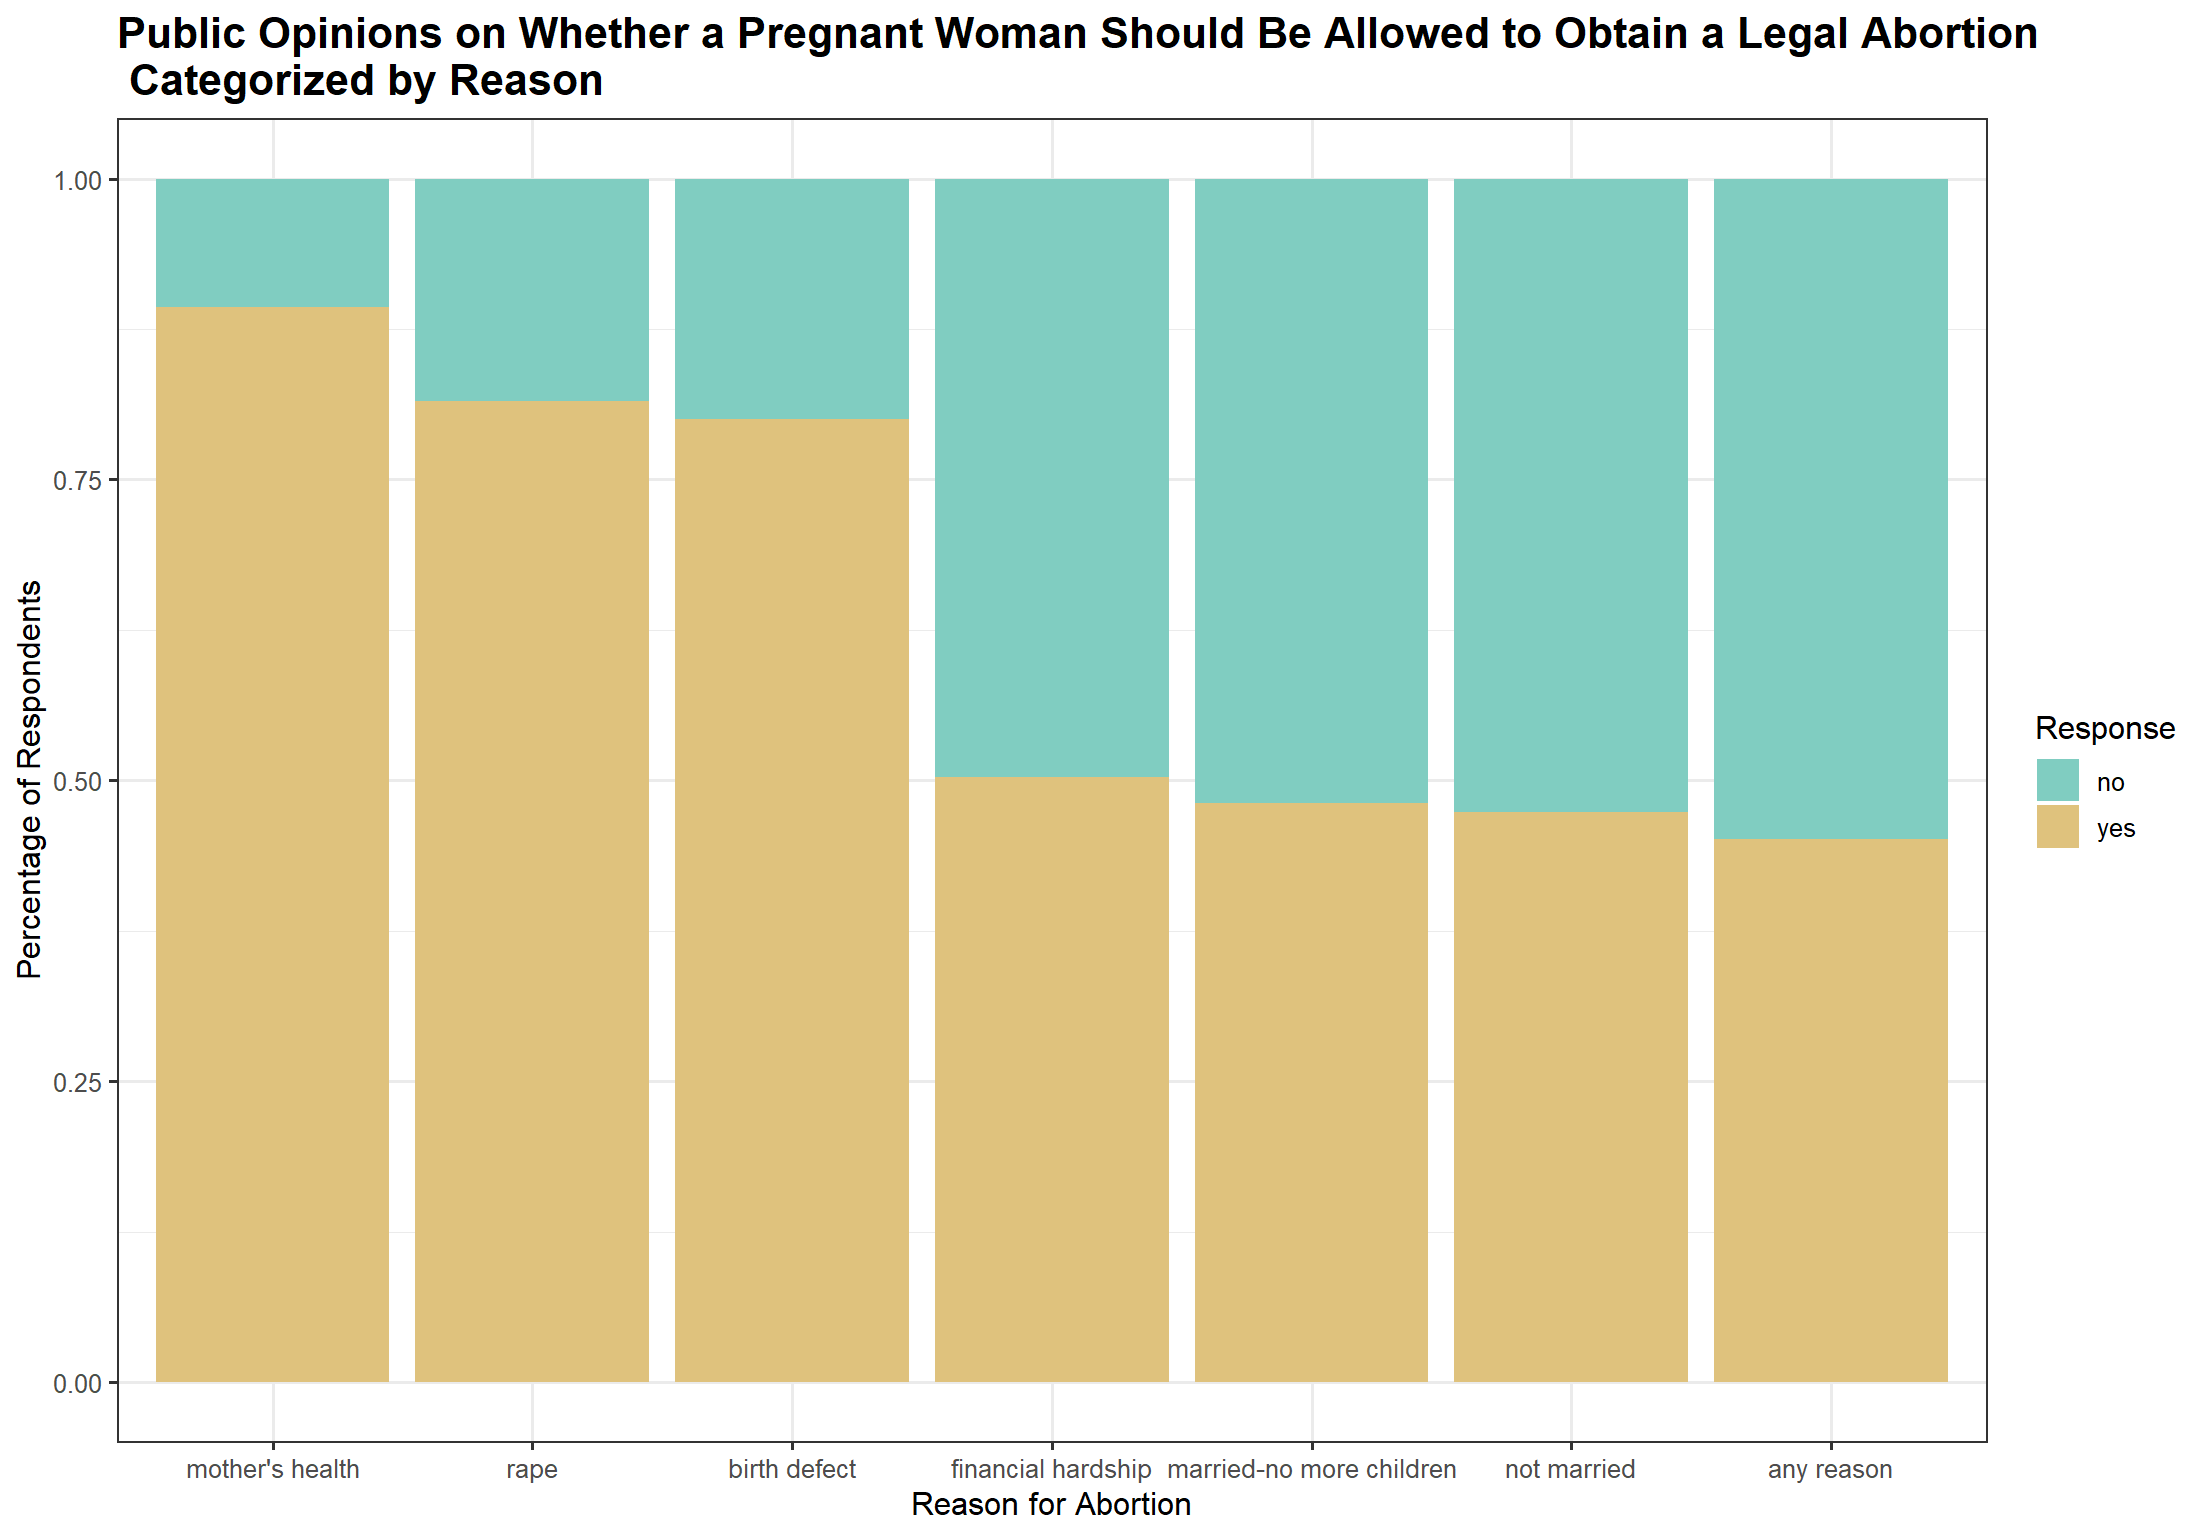 Public Opinions on Whether a Pregnant Woman Should Be Allowed to Obtain a Legal Abortion
Categorized by Reason
Percentage of Respondents
1.00
0.75
0.50
0.25
0.00
mother's health
rape
birth defect
financial hardship
married-no more children
not married
any reason
Reason for Abortion
Response
no
yes